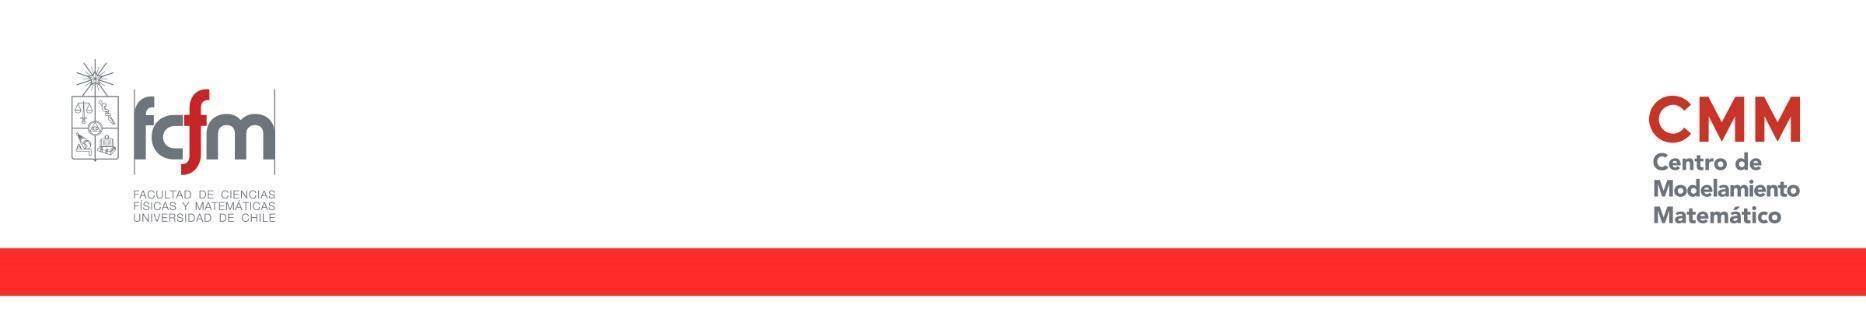 fcfm
FACULTAD DE CIENCIAS
FÍSICAS Y MATEMÁTICAS
UNIVERSIDAD DE CHILE
CMM
Centro de
Modelamiento
Matemático